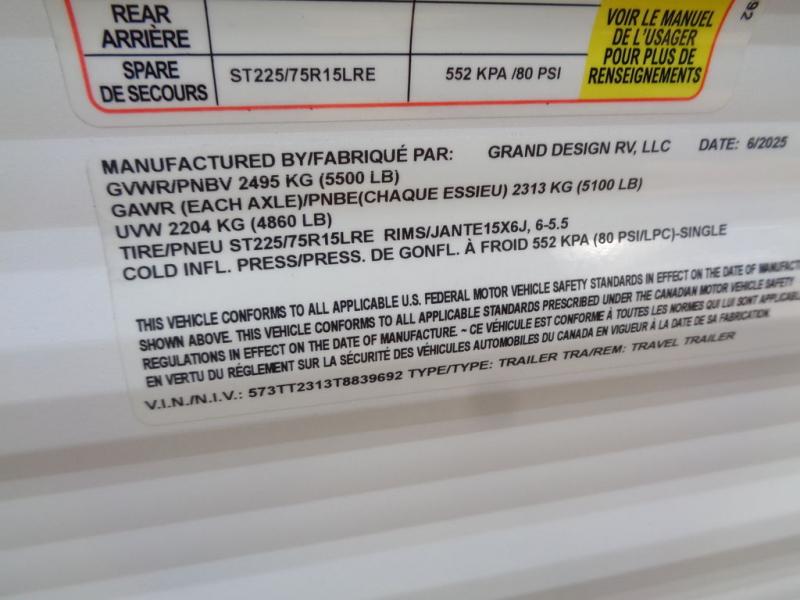 REAR
ARRIÈRE
SPARE
DE SECOURS
ST225/75R15LRE
552 KPA /80 PSI
VOIR LE MANUEL
DE L'USAGER
POUR PLUS DE
RENSEIGNEMENTS
92
MANUFACTURED BY/FABRIQUÉ PAR: GRAND DESIGN RV, LLC DATE: 6/2025
GVWR/PNBV 2495 KG (5500 LB)
GAWR (EACH AXLE)/PNBE(CHAQUE ESSIEU) 2313 KG (5100 LB)
UVW 2204 KG (4860 LB)
TIRE/PNEU ST225/75R15LRE RIMS/JANTE15X6J, 6-5.5
COLD INFL. PRESS/PRESS. DE GONFL. À FROID 552 KPA (80 PSI/LPC)-SINGLE
THIS VEHICLE CONFORMS TO ALL APPLICABLE U.S. FEDERAL MOTOR VEHICLE SAFETY STANDARDS IN EFFECT ON THE DATE OF MANUFACT
SHOWN ABOVE. THIS VEHICLE CONFORMS TO ALL APPLICABLE STANDARDS PRESCRIBED UNDER THE CANADIAN MOTOR VEHICLE SAFETY
REGULATIONS IN EFFECT ON THE DATE OF MANUFACTURE. ~ CE VÉHICULE EST CONFORME À TOUTES LES NORMES QUI LUI SONT APPLICABL
EN VERTU DU RÉGLEMENT SUR LA SÉCURITÉ DES VÉHICULES AUTOMOBILES DU CANADA EN VIGUEUR À LA DATE DE SA FABRICATION.
V.I.N./N.I.V.: 573TT2313T8839692 TYPE/TYPE: TRAILER TRA/REM: TRAVEL TRAILER